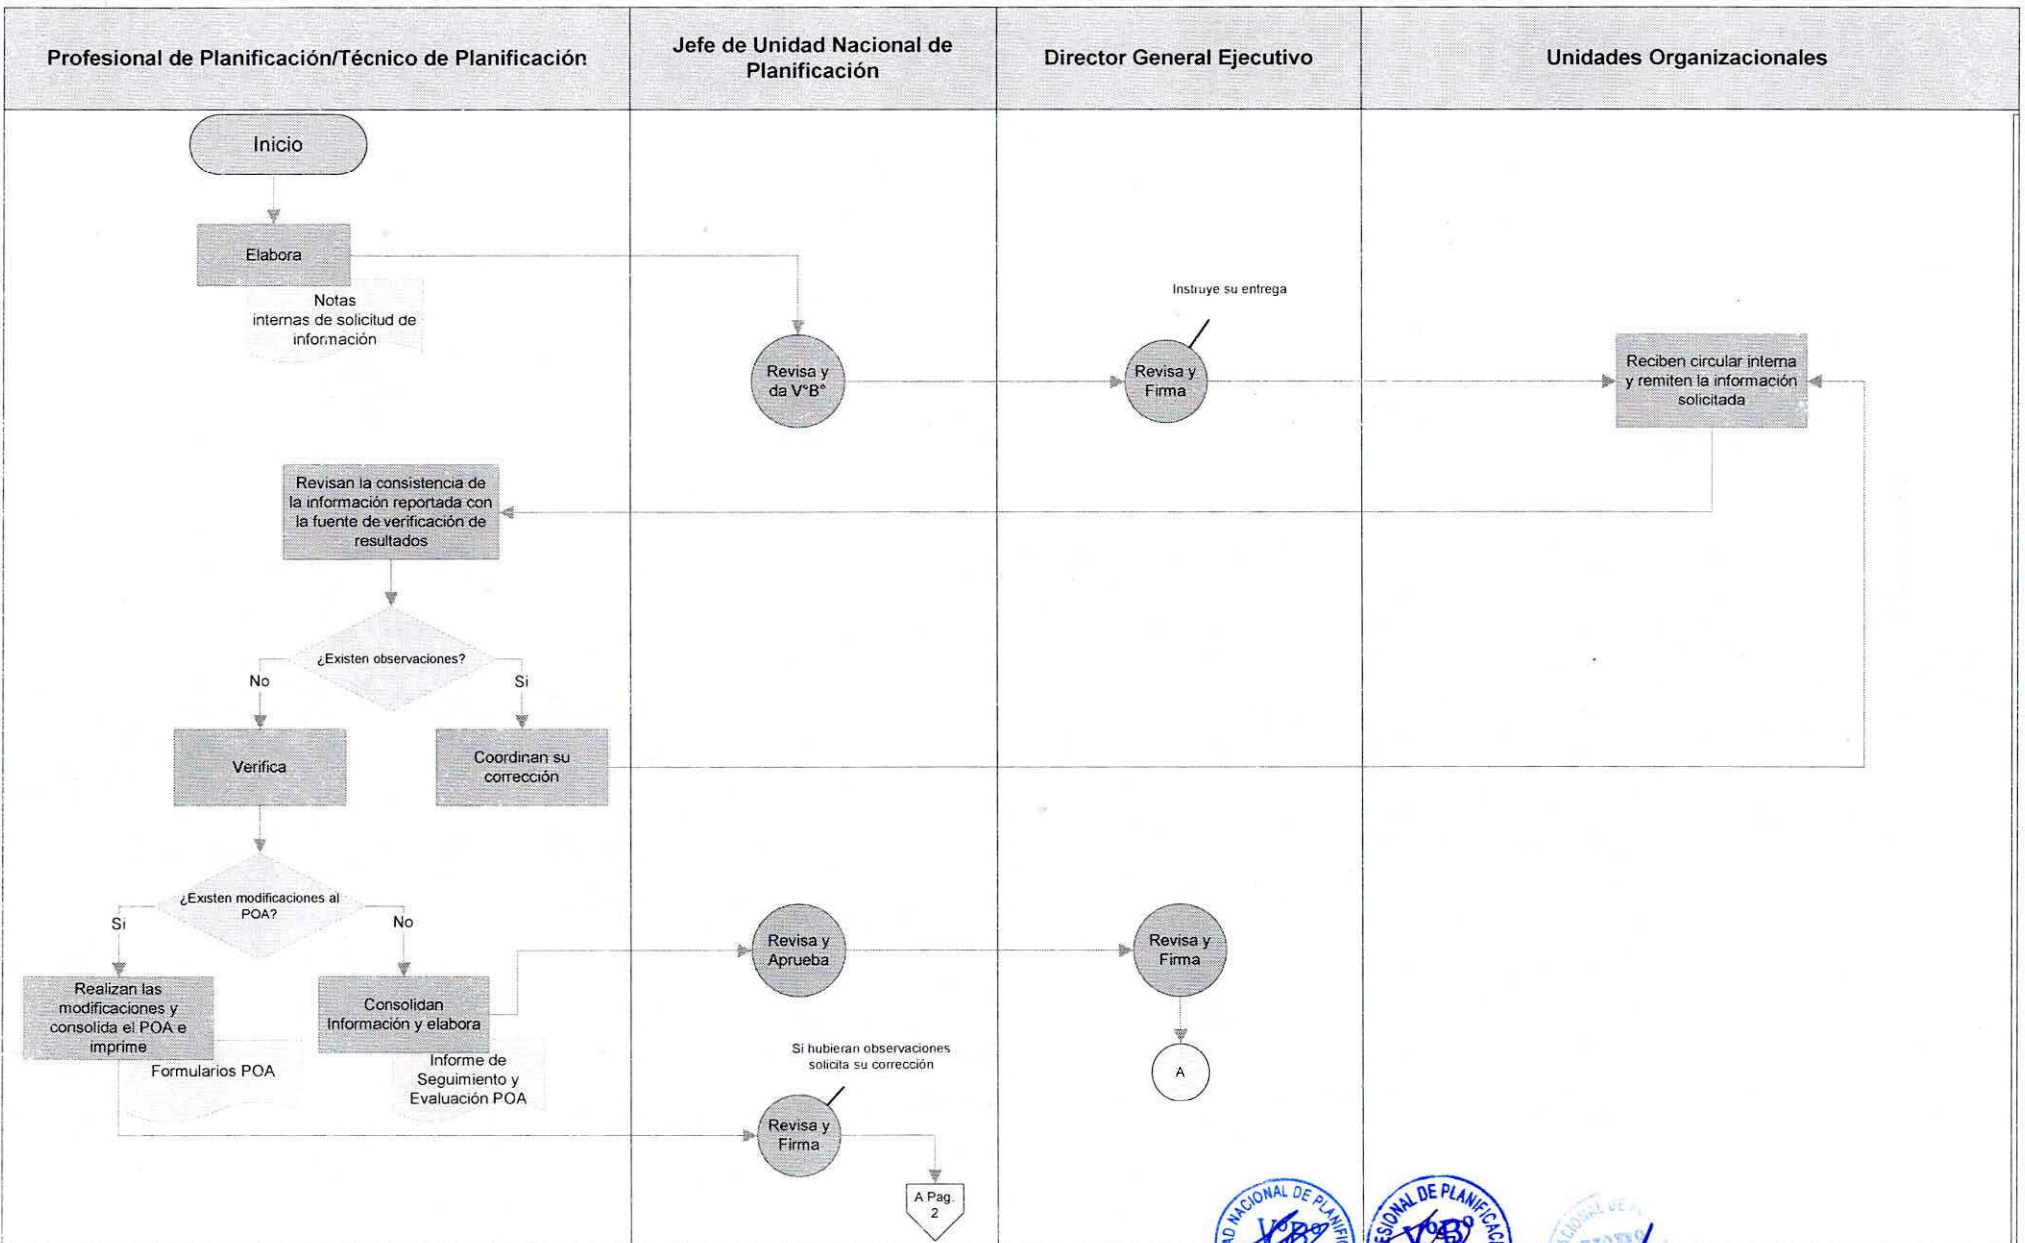 Profesional de Planificación/Técnico de Planificación
Jefe de Unidad Nacional de
Planificación
Director General Ejecutivo
Unidades Organizacionales
Inicio
Elabora
Notas
internas de solicitud de
información
Revisa y
da V°B°
Instruye su entrega
Revisa y
Firma
Reciben circular interna
y remiten la información
solicitada
Revisan la consistencia de
la información reportada con
la fuente de verificación de
resultados
¿Existen observaciones?
No
Si
Verifica
Coordinan su
corrección
¿Existen modificaciones al
POA?
Si
No
Realizan las
modificaciones y
consolida el POA e
imprime
Formularios POA
Consolidan
Información y elabora
Informe de
Seguimiento y
Evaluación POA
Revisa y
Aprueba
Revisa y
Firma
A
Si hubieran observaciones
solicita su corrección
Revisa y
Firma
A Pag.
2
NACIONAL DE
V°B°
DE
V°B°